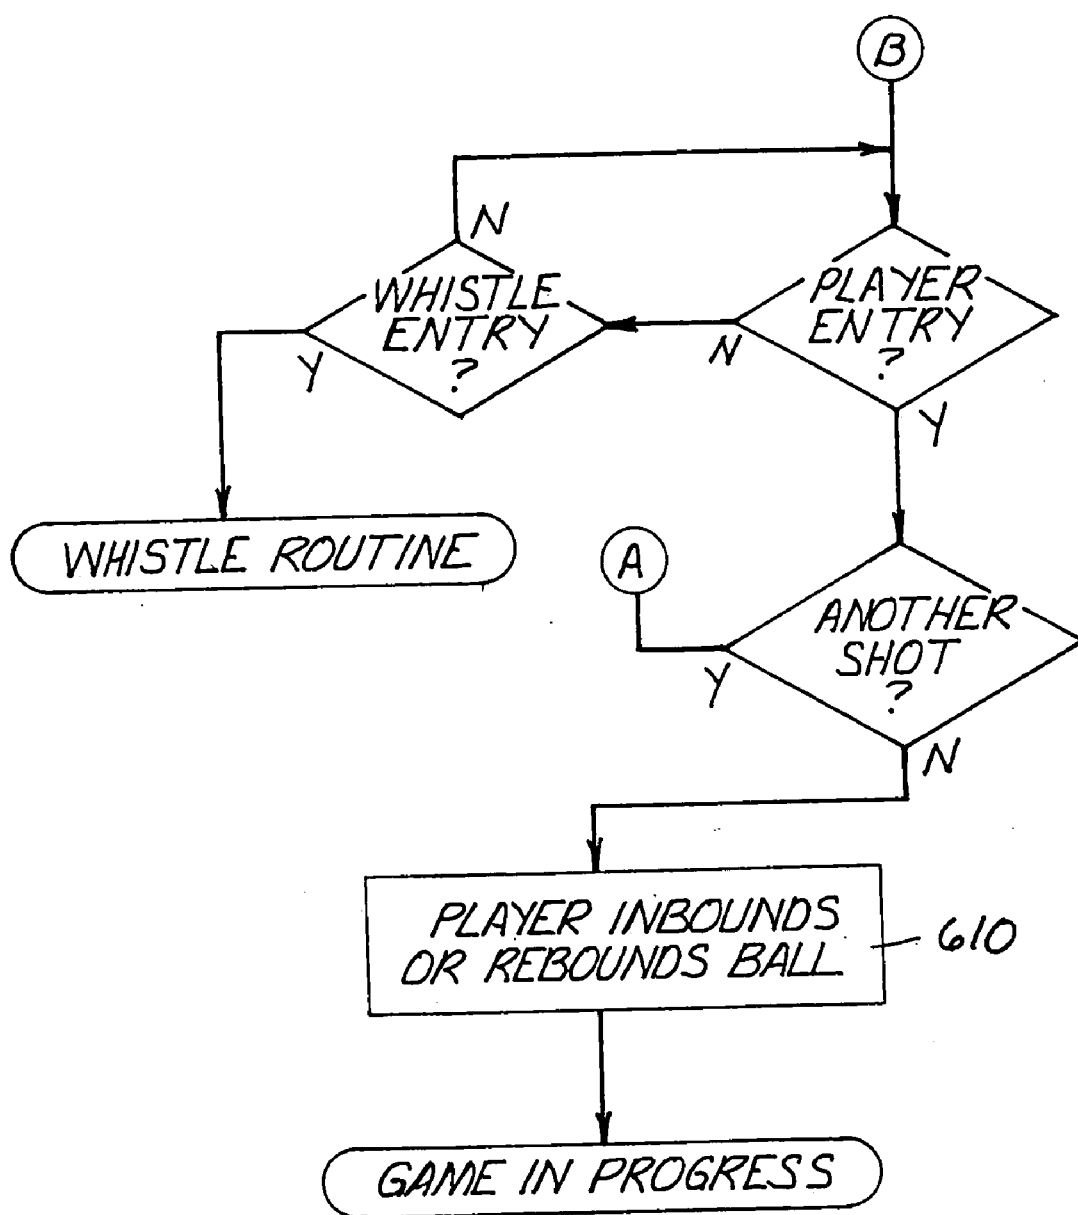 B
N
WHISTLE
ENTRY
?
Y
PLAYER
ENTRY
?
N
Y
WHISTLE ROUTINE
A
ANOTHER
SHOT
?
Y
N
PLAYER INBOUNDS
OR REBOUNDS BALL
610
GAME IN PROGRESS